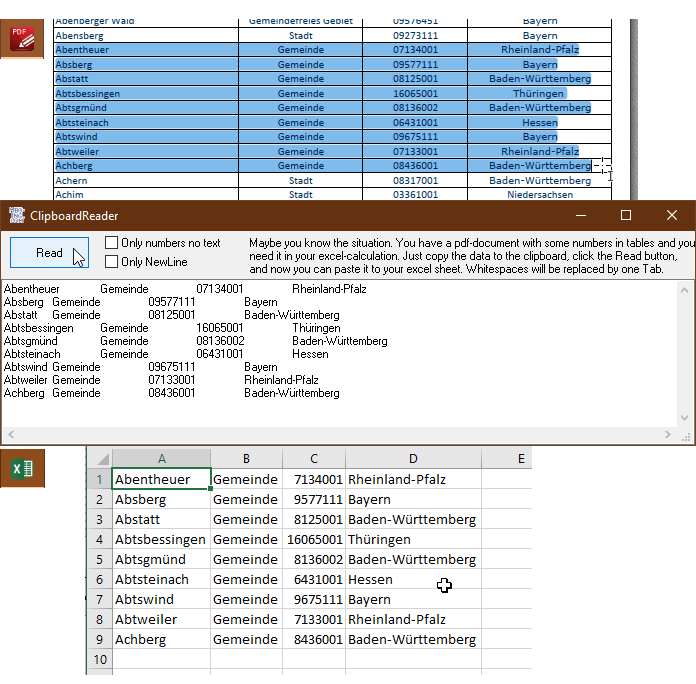 PDF
Abenberger Wald Gemeindefreies Gebiet 09576451 Bayern
Abensberg Stadt 09273111 Bayern
Abentheuer Gemeinde 07134001 Rheinland-Pfalz
Absberg Gemeinde 09577111 Bayern
Abstatt Gemeinde 08125001 Baden-Württemberg
Abtsbessingen Gemeinde 16065001 Thüringen
Abtsgmünd Gemeinde 08136002 Baden-Württemberg
Abtsteinach Gemeinde 06431001 Hessen
Abtswind Gemeinde 09675111 Bayern
Abtweiler Gemeinde 07133001 Rheinland-Pfalz
Achberg Gemeinde 08436001 Baden-Württemberg
Achern Stadt 08317001 Baden-Württemberg
Achim Stadt 03361001 Niedersachsen
ClipboardReader
Read
Only numbers no text
Only NewLine
Maybe you know the situation. You have a pdf-document with some numbers in tables and you
need it in your excel-calculation. Just copy the data to the clipboard, click the Read button,
and now you can paste it to your excel sheet. Whitespaces will be replaced by one Tab.
Abentheuer Gemeinde 07134001 Rheinland-Pfalz
Absberg Gemeinde 09577111 Bayern
Abstatt Gemeinde 08125001 Baden-Württemberg
Abtsbessingen Gemeinde 16065001 Thüringen
Abtsgmünd Gemeinde 08136002 Baden-Württemberg
Abtsteinach Gemeinde 06431001 Hessen
Abtswind Gemeinde 09675111 Bayern
Abtweiler Gemeinde 07133001 Rheinland-Pfalz
Achberg Gemeinde 08436001 Baden-Württemberg
X
A B C D E
1 Abentheuer Gemeinde 7134001 Rheinland-Pfalz
2 Absberg Gemeinde 9577111 Bayern
3 Abstatt Gemeinde 8125001 Baden-Württemberg
4 Abtsbessingen Gemeinde 16065001 Thüringen
5 Abtsgmünd Gemeinde 8136002 Baden-Württemberg
6 Abtsteinach Gemeinde 6431001 Hessen
7 Abtswind Gemeinde 9675111 Bayern
8 Abtweiler Gemeinde 7133001 Rheinland-Pfalz
9 Achberg Gemeinde 8436001 Baden-Württemberg
10